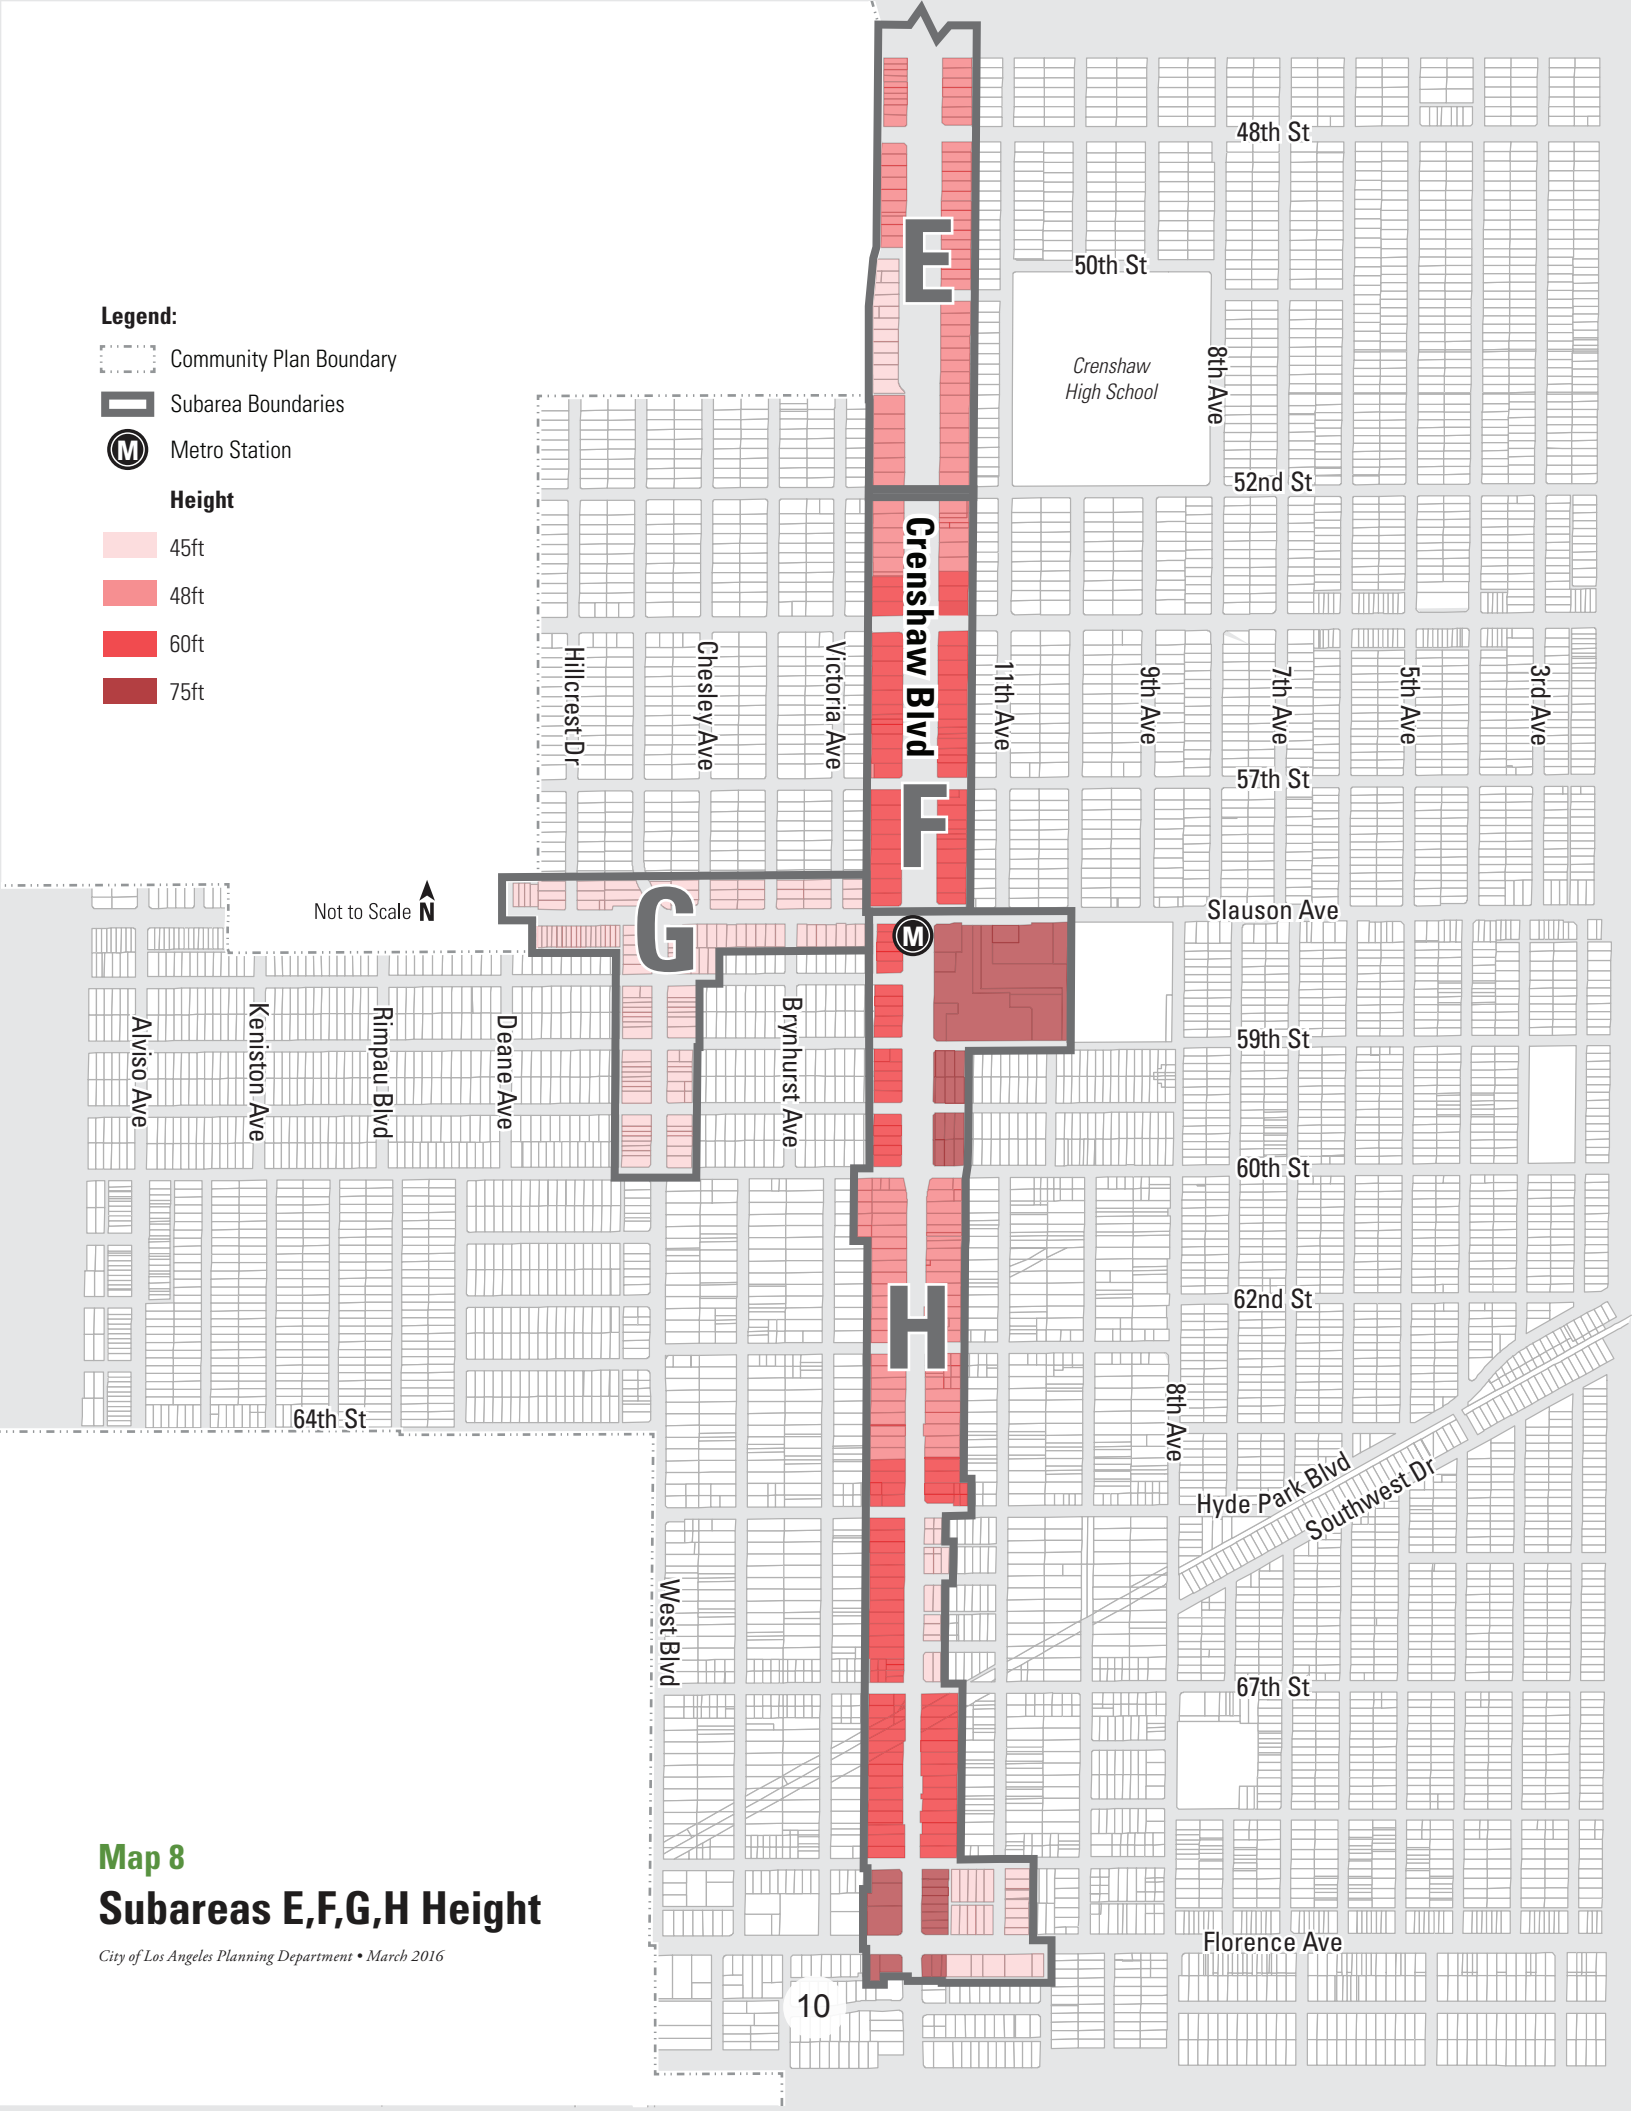 48th St
E
50th St
Legend:
Community Plan Boundary
Subarea Boundaries
M
Metro Station
Height
45ft
48ft
60ft
75ft
Crenshaw
High School
8th Ave
52nd St
Crenshaw Blvd
Hillcrest Dr
Chesley Ave
Victoria Ave
11th Ave
9th Ave
7th Ave
5th Ave
3rd Ave
57th St
F
Not to Scale
N
G
M
Slauson Ave
Alviso Ave
Keniston Ave
Rimpau Blvd
Deane Ave
Brynhurst Ave
59th St
60th St
H
62nd St
64th St
8th Ave
Hyde Park Blvd
Southwest Dr
West Blvd
67th St
Map 8
Subareas E,F,G,H Height
City of Los Angeles Planning Department • March 2016
Florence Ave
10